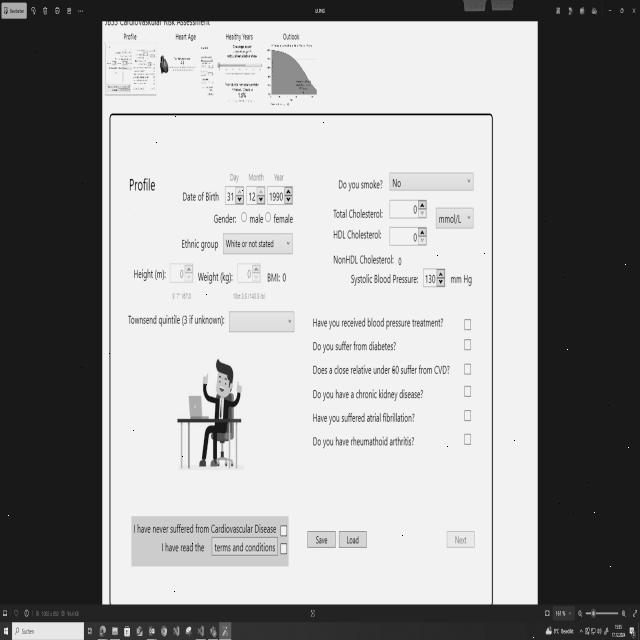 JBS3 Cardiovascular Risk Assessment
Profile Heart Age Healthy Years Outlook
Day Month Year
Profile
Date of Birth 31 12 1990
Gender: male female
Ethnic group White or not stated
Height (m): 0 Weight (kg): 0 BMI: 0
Townsend quintile (3 if unknown):
Do you smoke? No
Total Cholesterol: 0 mmol/L
HDL Cholesterol: 0
NonHDL Cholesterol: 0
Systolic Blood Pressure: 130 mm Hg
Have you received blood pressure treatment?
Do you suffer from diabetes?
Does a close relative under 60 suffer from CVD?
Do you have a chronic kidney disease?
Have you suffered atrial fibrillation?
Do you have rheumathoid arthritis?
I have never suffered from Cardiovascular Disease
I have read the terms and conditions
Save Load Next
Suchen